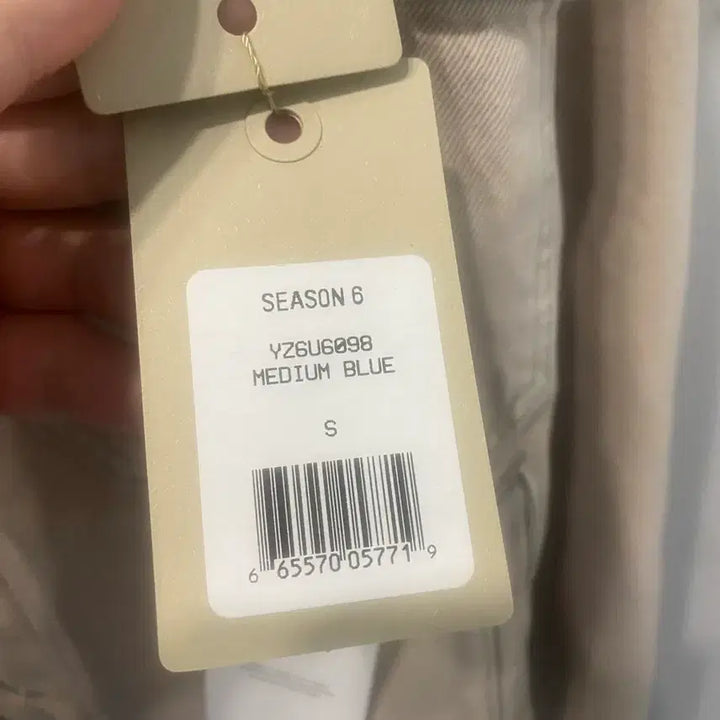 SEASON 6
YZ6U6098
MEDIUM BLUE
S
6 65570 05771 9